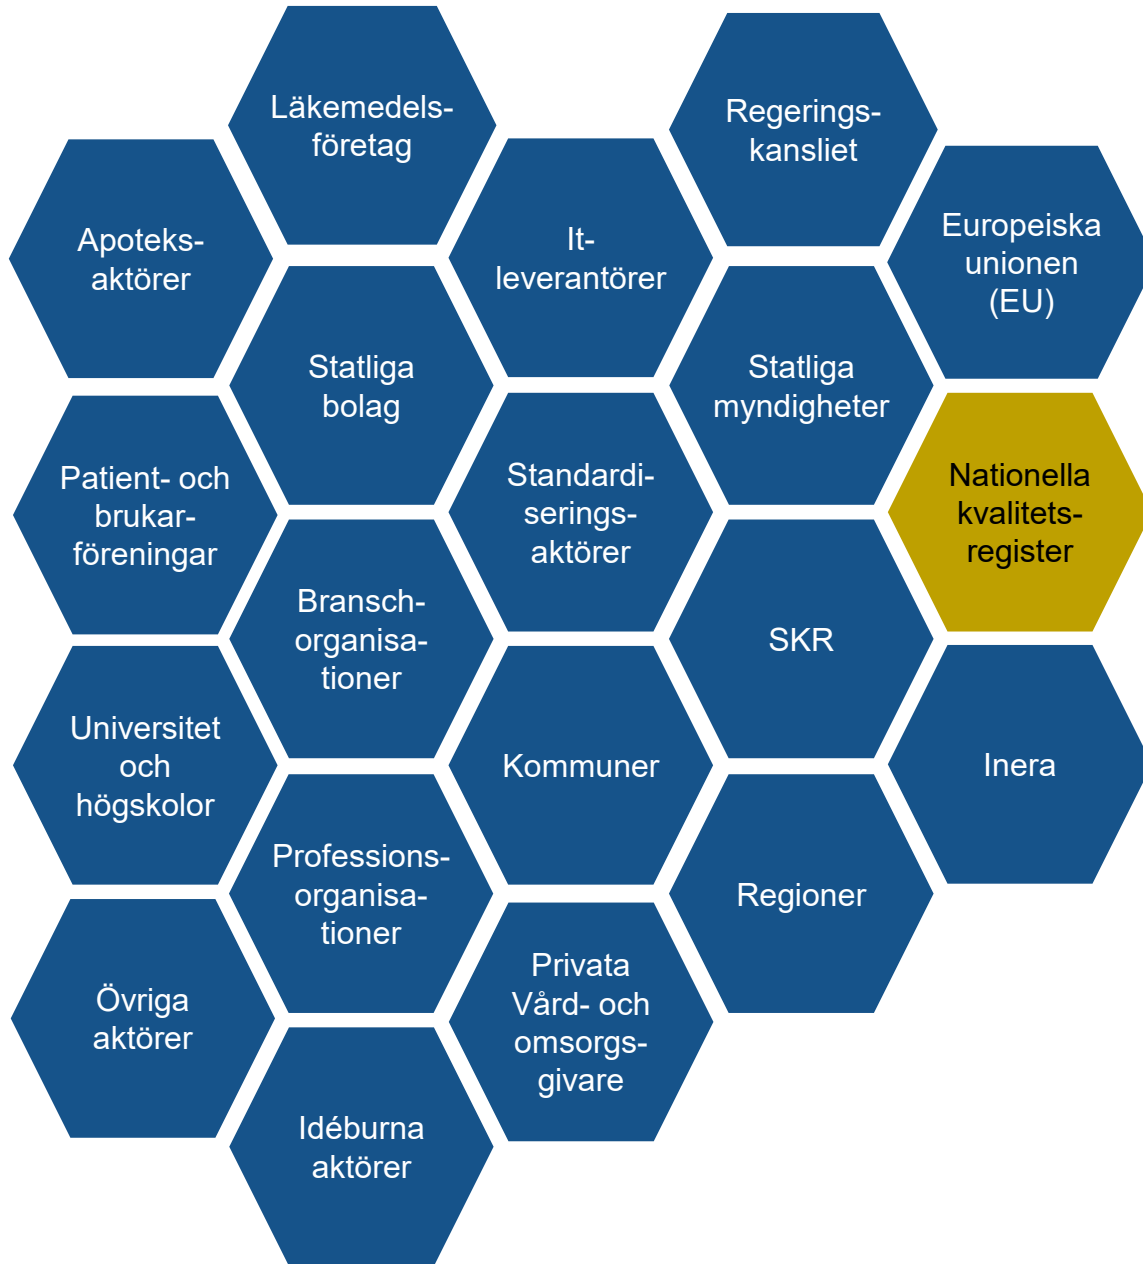 Läkemedels-
företag
Regerings-
kansliet
Apoteks-
aktörer
It-
leverantörer
Europeiska
unionen
(EU)
Statliga
bolag
Statliga
myndigheter
Patient- och
brukar-
föreningar
Standardi-
serings-
aktörer
Nationella
kvalitets-
register
Bransch-
organisa-
tioner
SKR
Universitet
och
högskolor
Kommuner
Inera
Professions-
organisa-
tioner
Regioner
Övriga
aktörer
Privata
Vård- och
omsorgs-
givare
Idéburna
aktörer